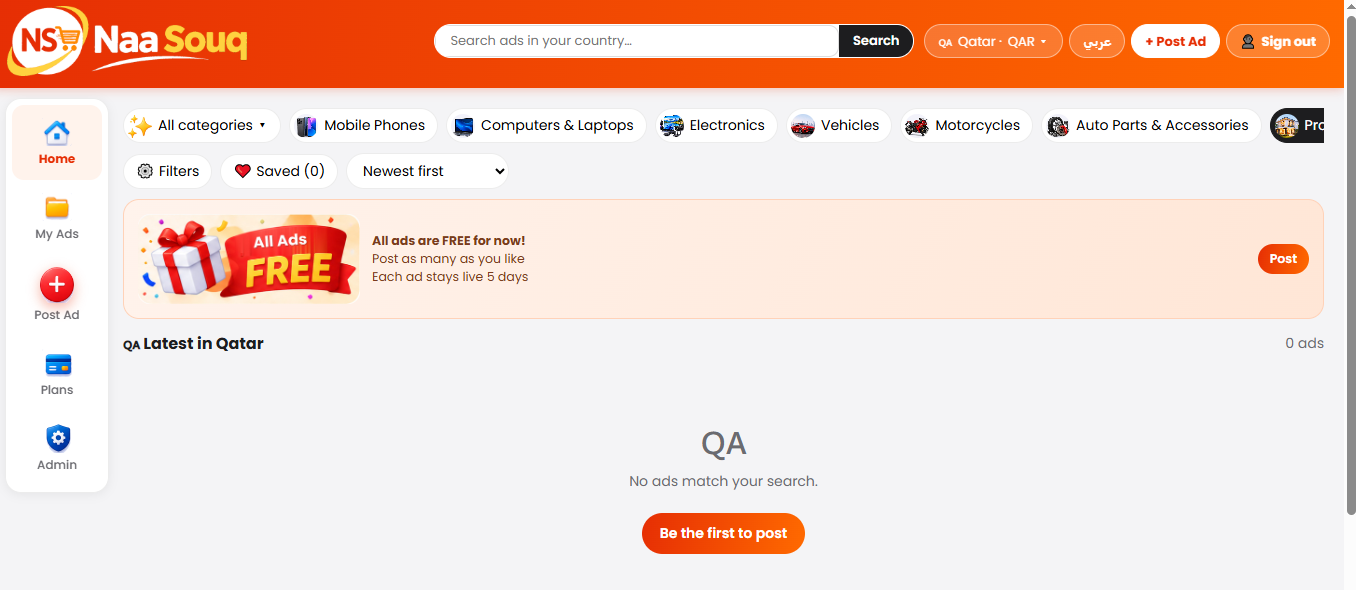 NS Naa Souq
Search ads in your country...
Search
QA Qatar · QAR ▾
عربي
+ Post Ad
Sign out
Home
My Ads
Post Ad
Plans
Admin
All categories ▾
Mobile Phones
Computers & Laptops
Electronics
Vehicles
Motorcycles
Auto Parts & Accessories
Pro
Filters
Saved (0)
Newest first
All Ads
FREE
All ads are FREE for now!
Post as many as you like
Each ad stays live 5 days
Post
QA Latest in Qatar
0 ads
QA
No ads match your search.
Be the first to post